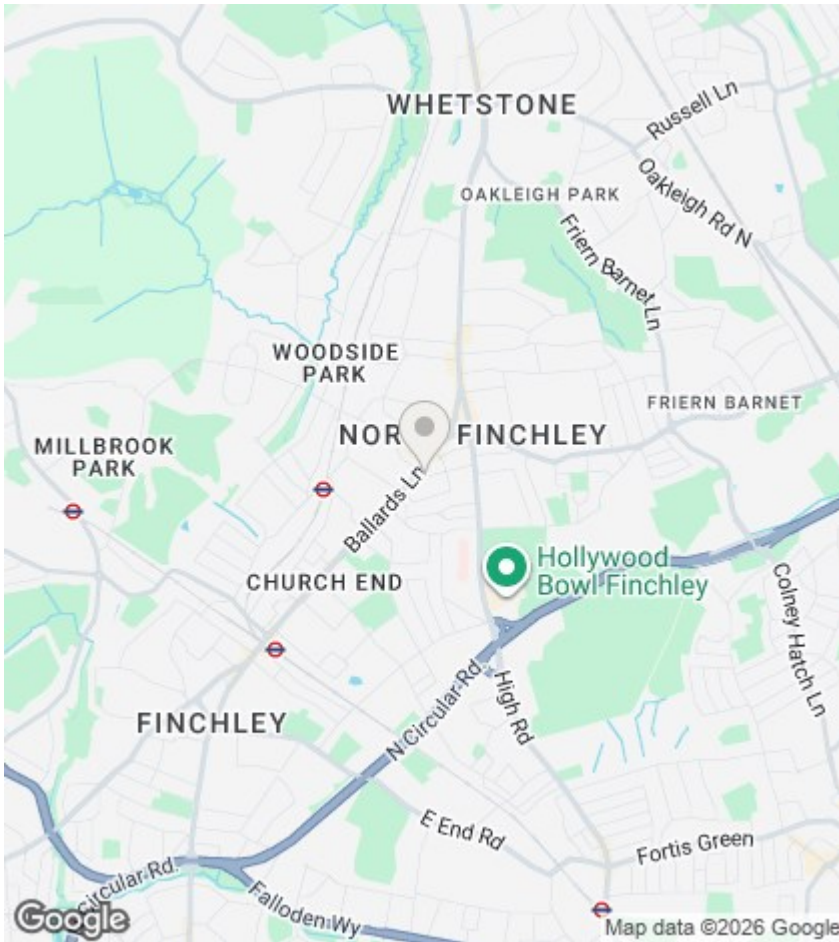 WHETSTONE
Russell Ln
OAKLEIGH PARK
Oakleigh Rd N
Friern Barnet Ln
WOODSIDE
PARK
FRIERN BARNET
NOR
FINCHLEY
MILLBROOK
PARK
Ballards Ln
Hollywood
Bowl Finchley
CHURCH END
Colney Hatch Ln
N Circular Rd
High Rd
FINCHLEY
E End Rd
Fortis Green
Circular Rd.
Falloden Wy
Google
Map data ©2026 Google